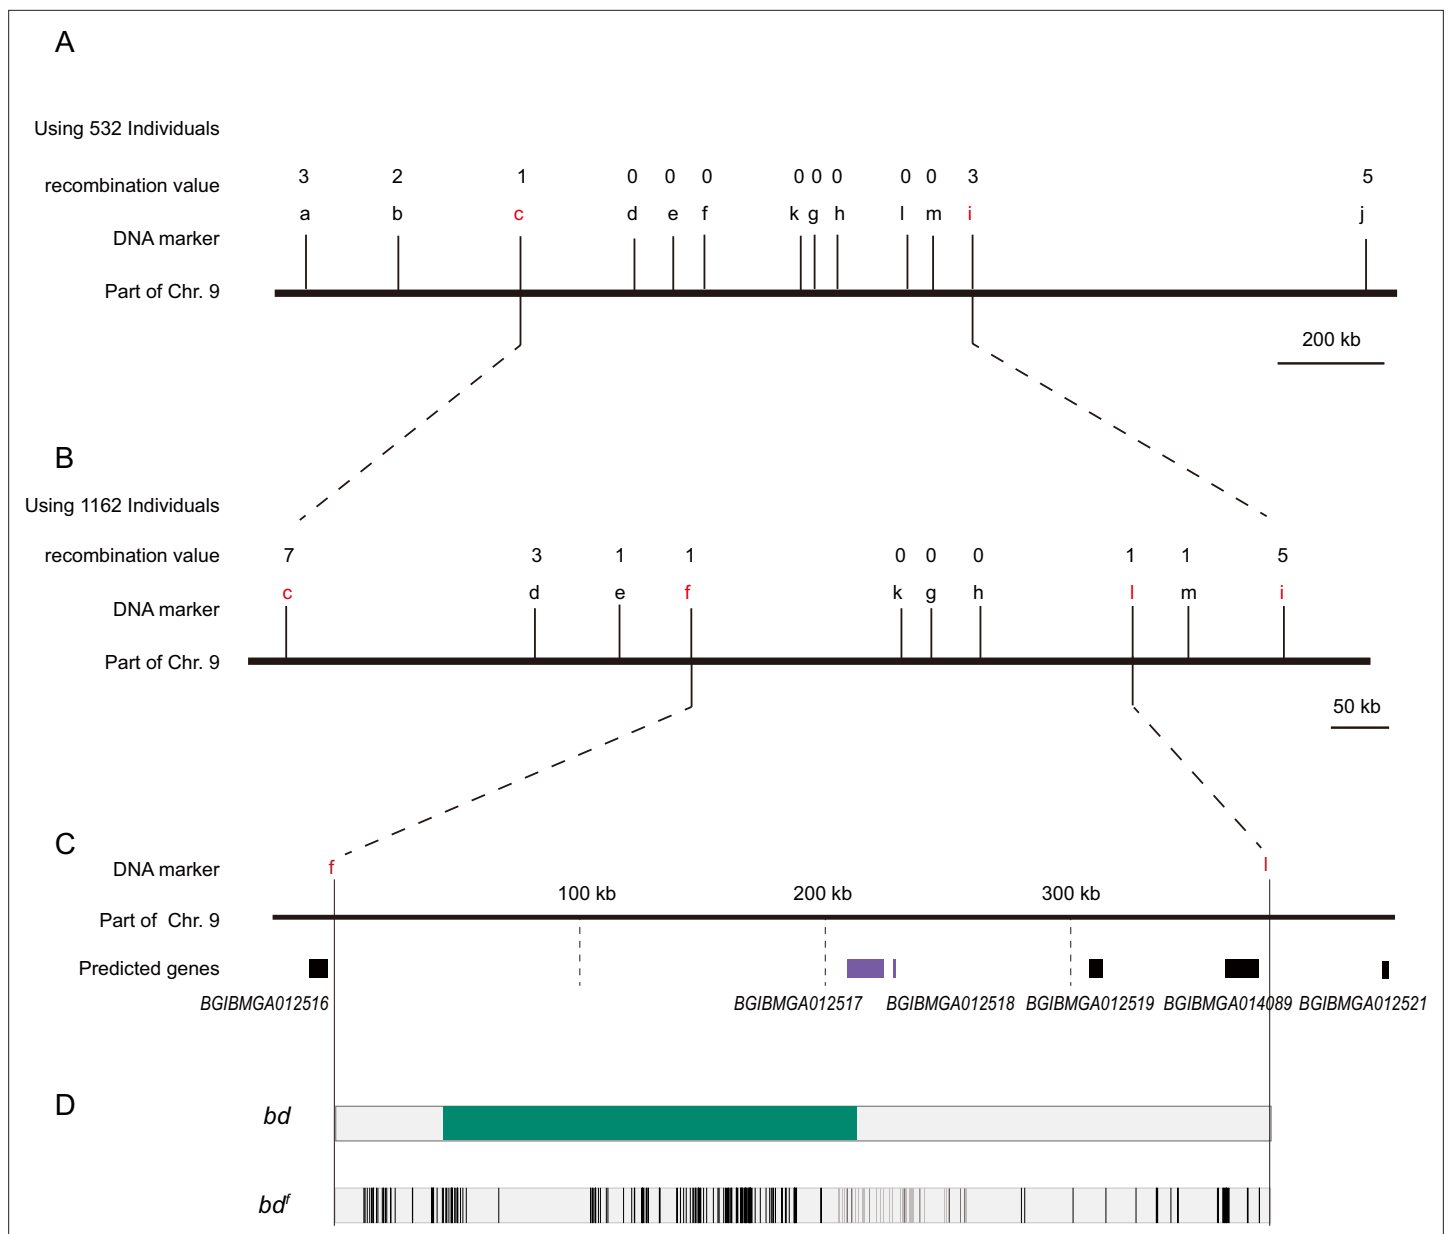 A
Using 532 Individuals
recombination value 3 2 1 0 0 0 0 0 0 0 0 3 5
DNA marker a b c d e f k g h l m i j
Part of Chr. 9
200 kb
B
Using 1162 Individuals
recombination value 7 3 1 1 0 0 0 1 1 5
DNA marker c d e f k g h l m i
Part of Chr. 9
50 kb
C
DNA marker f l
100 kb 200 kb 300 kb
Part of Chr. 9
Predicted genes
BGIBMGA012516 BGIBMGA012517 BGIBMGA012518 BGIBMGA012519 BGIBMGA014089 BGIBMGA012521
D
bd
bdf